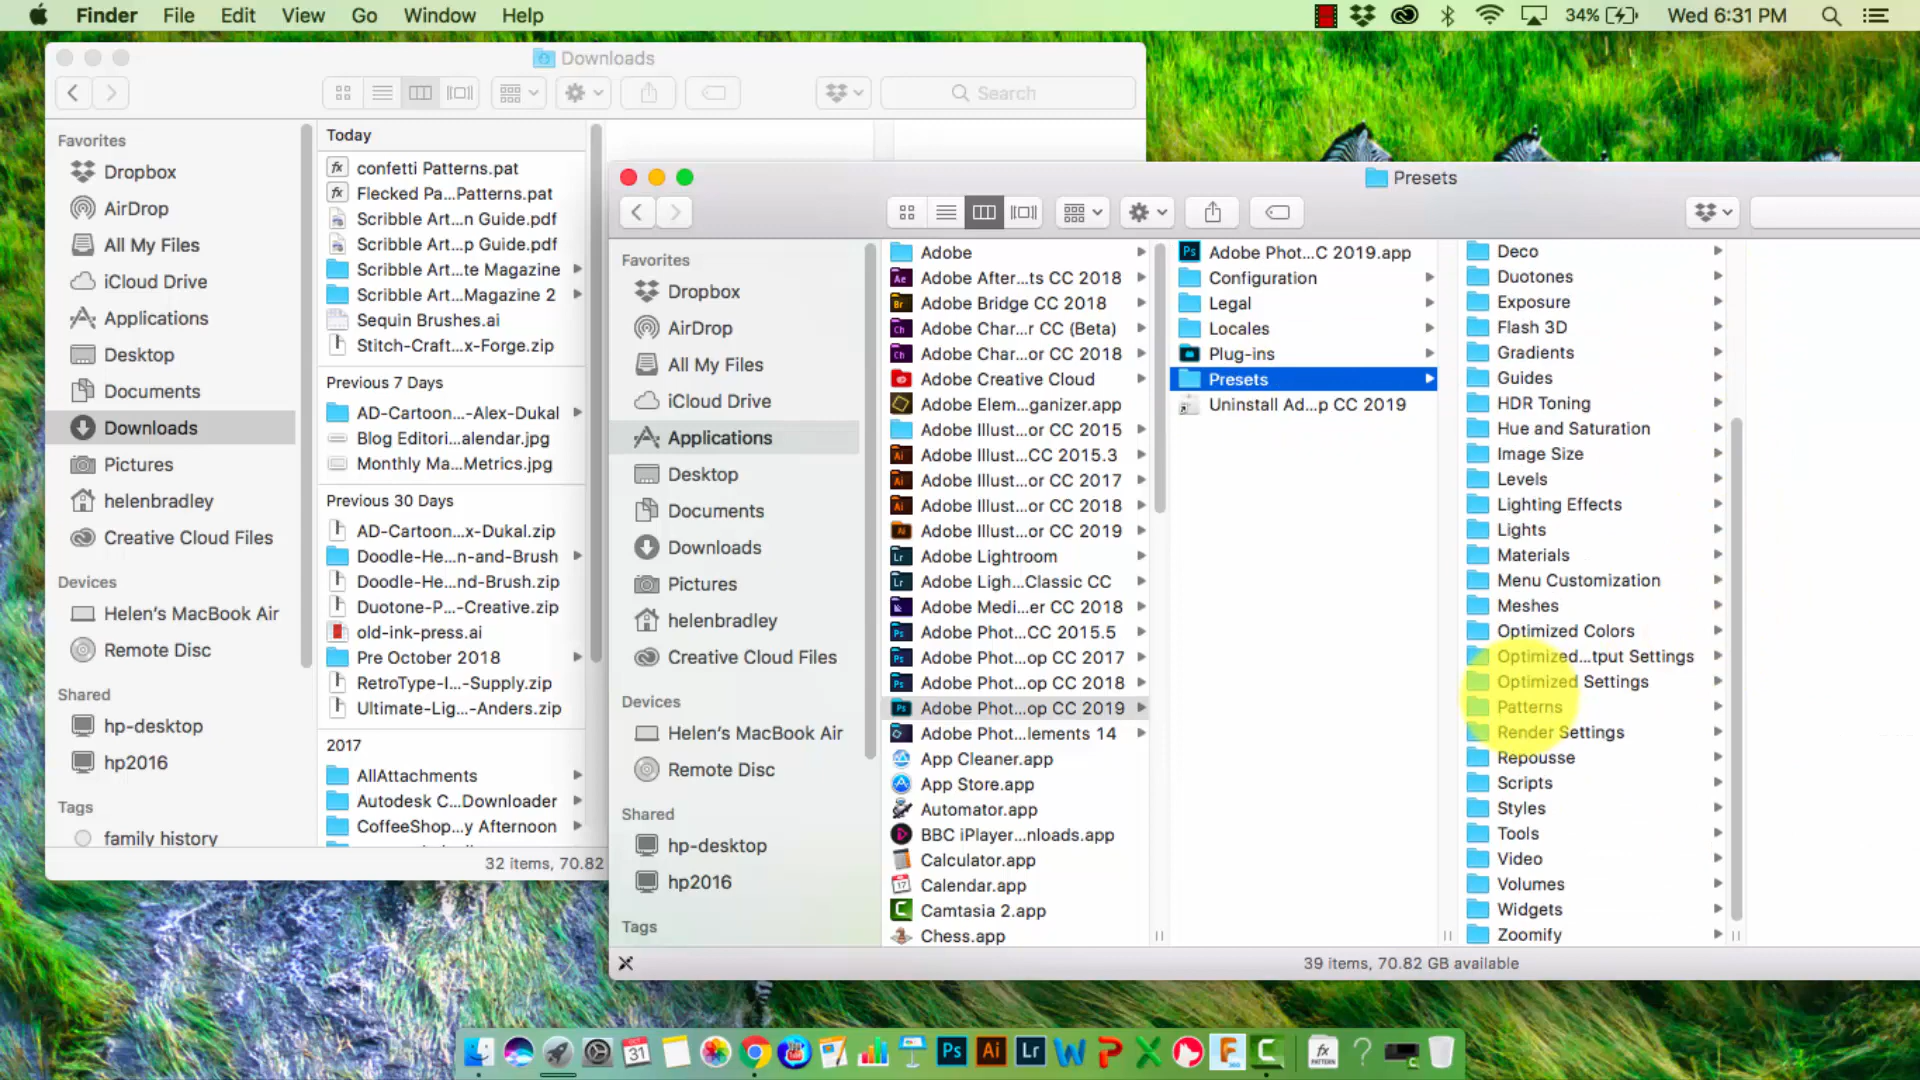 Finder File Edit View Go Window Help 34% Wed 6:31 PM
Downloads
Search
Favorites
Dropbox
AirDrop
All My Files
iCloud Drive
Applications
Desktop
Documents
Downloads
Pictures
helenbradley
Creative Cloud Files
Devices
Helen's MacBook Air
Remote Disc
Shared
hp-desktop
hp2016
Tags
family history
Today
confetti Patterns.pat
Flecked Pa...Patterns.pat
Scribble Art...n Guide.pdf
Scribble Art...p Guide.pdf
Scribble Art...te Magazine
Scribble Art...Magazine 2
Sequin Brushes.ai
Stitch-Craft...x-Forge.zip
Previous 7 Days
AD-Cartoon...-Alex-Dukal
Blog Editori...alendar.jpg
Monthly Ma...Metrics.jpg
Previous 30 Days
AD-Cartoon...x-Dukal.zip
Doodle-He...n-and-Brush
Doodle-He...nd-Brush.zip
Duotone-P...-Creative.zip
old-ink-press.ai
Pre October 2018
RetroType-I...-Supply.zip
Ultimate-Lig...-Anders.zip
2017
AllAttachments
Autodesk C...Downloader
CoffeeShop...y Afternoon
32 items, 70.82
Presets
Favorites
Dropbox
AirDrop
All My Files
iCloud Drive
Applications
Desktop
Documents
Downloads
Pictures
helenbradley
Creative Cloud Files
Devices
Helen's MacBook Air
Remote Disc
Shared
hp-desktop
hp2016
Tags
Adobe
Adobe After...ts CC 2018
Adobe Bridge CC 2018
Adobe Char...r CC (Beta)
Adobe Char...or CC 2018
Adobe Creative Cloud
Adobe Elem...ganizer.app
Adobe Illust...or CC 2015
Adobe Illust...CC 2015.3
Adobe Illust...or CC 2017
Adobe Illust...or CC 2018
Adobe Illust...or CC 2019
Adobe Lightroom
Adobe Ligh...Classic CC
Adobe Medi...er CC 2018
Adobe Phot...CC 2015.5
Adobe Phot...op CC 2017
Adobe Phot...op CC 2018
Adobe Phot...op CC 2019
Adobe Phot...lements 14
App Cleaner.app
App Store.app
Automator.app
BBC iPlayer...nloads.app
Calculator.app
Calendar.app
Camtasia 2.app
Chess.app
Adobe Phot...C 2019.app
Configuration
Legal
Locales
Plug-ins
Presets
Uninstall Ad...p CC 2019
Deco
Duotones
Exposure
Flash 3D
Gradients
Guides
HDR Toning
Hue and Saturation
Image Size
Levels
Lighting Effects
Lights
Materials
Menu Customization
Meshes
Optimized Colors
Optimized...tput Settings
Optimized Settings
Patterns
Render Settings
Repousse
Scripts
Styles
Tools
Video
Volumes
Widgets
Zoomify
39 items, 70.82 GB available